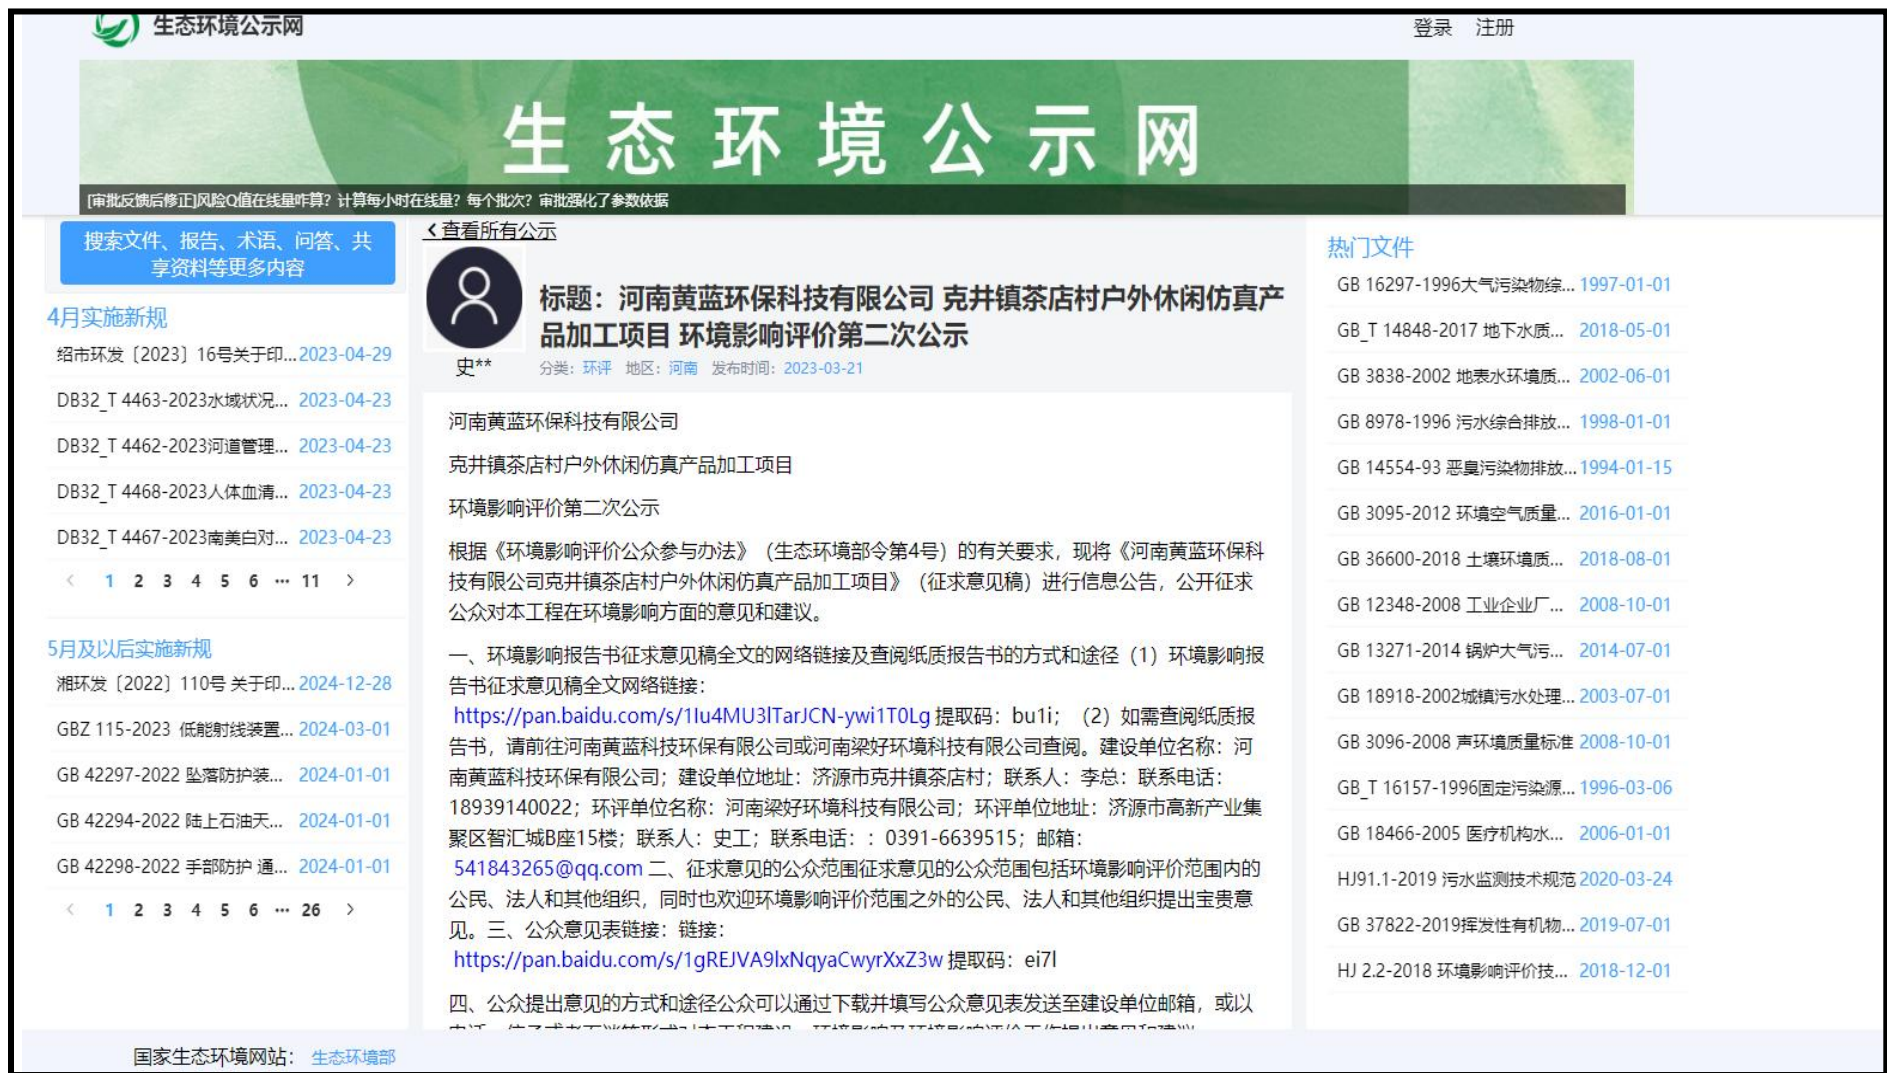 生态环境公示网
登录 注册
生态环境公示网
[审批反馈后修正]风险Q值在线量咋算？计算每小时在线量？每个批次？审批强化了参数依据
搜索文件、报告、术语、问答、共
享资料等更多内容
4月实施新规
绍市环发〔2023〕16号关于印... 2023-04-29
DB32_T 4463-2023水域状况... 2023-04-23
DB32_T 4462-2023河道管理... 2023-04-23
DB32_T 4468-2023人体血清... 2023-04-23
DB32_T 4467-2023南美白对... 2023-04-23
< 1 2 3 4 5 6 ··· 11 >
5月及以后实施新规
湘环发〔2022〕110号 关于印... 2024-12-28
GBZ 115-2023 低能射线装置... 2024-03-01
GB 42297-2022 坠落防护装... 2024-01-01
GB 42294-2022 陆上石油天... 2024-01-01
GB 42298-2022 手部防护 通... 2024-01-01
< 1 2 3 4 5 6 ··· 26 >
<查看所有公示
史**
标题：河南黄蓝环保科技有限公司 克井镇茶店村户外休闲仿真产
品加工项目 环境影响评价第二次公示
分类：环评 地区：河南 发布时间：2023-03-21
河南黄蓝环保科技有限公司
克井镇茶店村户外休闲仿真产品加工项目
环境影响评价第二次公示
根据《环境影响评价公众参与办法》（生态环境部令第4号）的有关要求，现将《河南黄蓝环保科
技有限公司克井镇茶店村户外休闲仿真产品加工项目》（征求意见稿）进行信息公告，公开征求
公众对本工程在环境影响方面的意见和建议。
一、环境影响报告书征求意见稿全文的网络链接及查阅纸质报告书的方式和途径（1）环境影响报
告书征求意见稿全文网络链接：
https://pan.baidu.com/s/1Iu4MU3lTarJCN-ywi1T0Lg 提取码：bu1i；（2）如需查阅纸质报
告书，请前往河南黄蓝科技环保有限公司或河南梁好环境科技有限公司查阅。建设单位名称：河
南黄蓝科技环保有限公司；建设单位地址：济源市克井镇茶店村；联系人：李总：联系电话：
18939140022；环评单位名称：河南梁好环境科技有限公司；环评单位地址：济源市高新产业集
聚区智汇城B座15楼；联系人：史工；联系电话：：0391-6639515；邮箱：
541843265@qq.com 二、征求意见的公众范围征求意见的公众范围包括环境影响评价范围内的
公民、法人和其他组织，同时也欢迎环境影响评价范围之外的公民、法人和其他组织提出宝贵意
见。三、公众意见表链接：链接：
https://pan.baidu.com/s/1gREJVA9lxNqyaCwyrXxZ3w 提取码：ei7l
四、公众提出意见的方式和途径公众可以通过下载并填写公众意见表发送至建设单位邮箱，或以
热门文件
GB 16297-1996大气污染物综... 1997-01-01
GB_T 14848-2017 地下水质... 2018-05-01
GB 3838-2002 地表水环境质... 2002-06-01
GB 8978-1996 污水综合排放... 1998-01-01
GB 14554-93 恶臭污染物排放... 1994-01-15
GB 3095-2012 环境空气质量... 2016-01-01
GB 36600-2018 土壤环境质... 2018-08-01
GB 12348-2008 工业企业厂... 2008-10-01
GB 13271-2014 锅炉大气污... 2014-07-01
GB 18918-2002城镇污水处理... 2003-07-01
GB 3096-2008 声环境质量标准 2008-10-01
GB_T 16157-1996固定污染源... 1996-03-06
GB 18466-2005 医疗机构水... 2006-01-01
HJ91.1-2019 污水监测技术规范 2020-03-24
GB 37822-2019挥发性有机物... 2019-07-01
HJ 2.2-2018 环境影响评价技... 2018-12-01
国家生态环境网站： 生态环境部